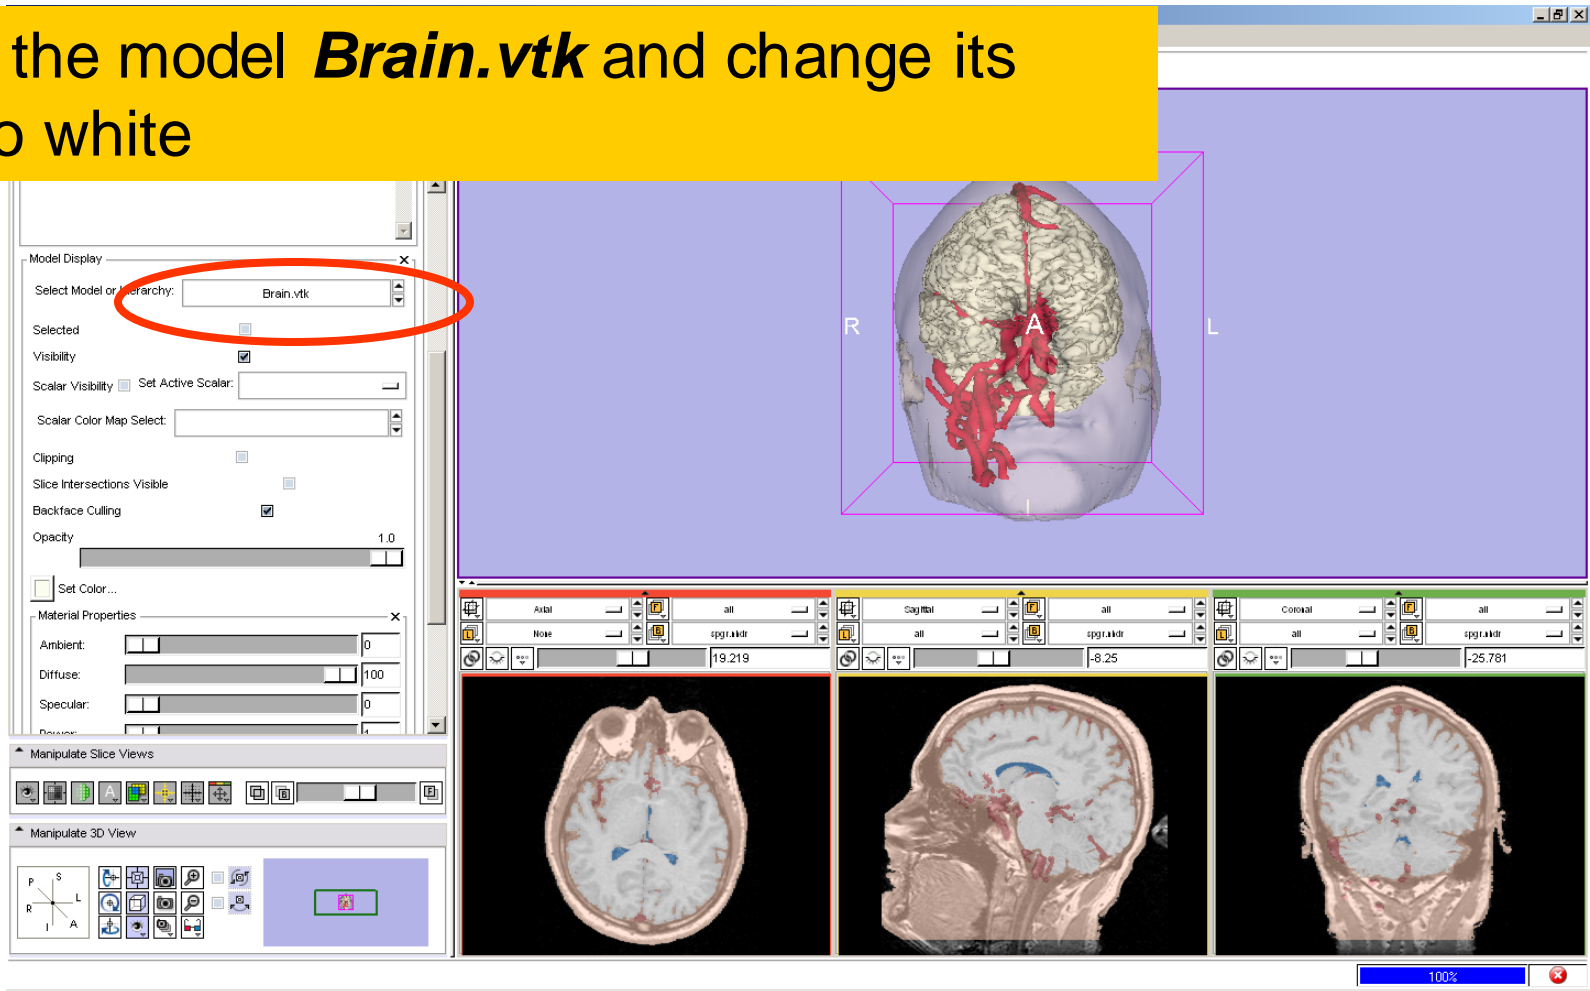 the model Brain.vtk and change its
o white
Model Display
Select Model or Hierarchy: Brain.vtk
Selected
Visibility
Scalar Visibility Set Active Scalar:
Scalar Color Map Select:
Clipping
Slice Intersections Visible
Backface Culling
Opacity 1.0
Set Color...
Material Properties
Ambient: 0
Diffuse: 100
Specular: 0
Power: 1
Manipulate Slice Views
Manipulate 3D View
P S
R L
I A
R A L
I
Axial all
None spgr.nhdr
19.219
Sagittal all
all spgr.nhdr
-8.25
Coronal all
all spgr.nhdr
-25.781
100%